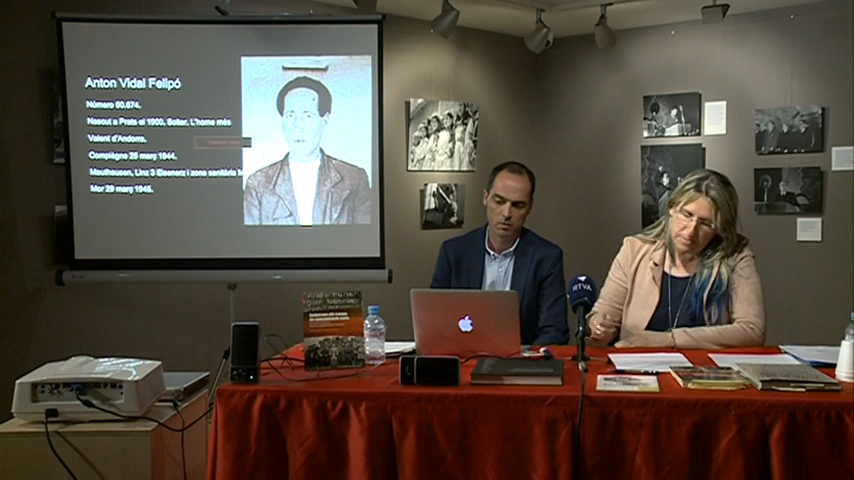 Anton Vidal Felipó
Número 60.674.
Nascut a Prats el 1900. Solter. L'home més
Valent d'Andorra.
Compiègne 25 març 1944.
Mauthausen, Linz 3 Eisenerz i zona sanitària M
Mor 29 març 1945.
RTVA